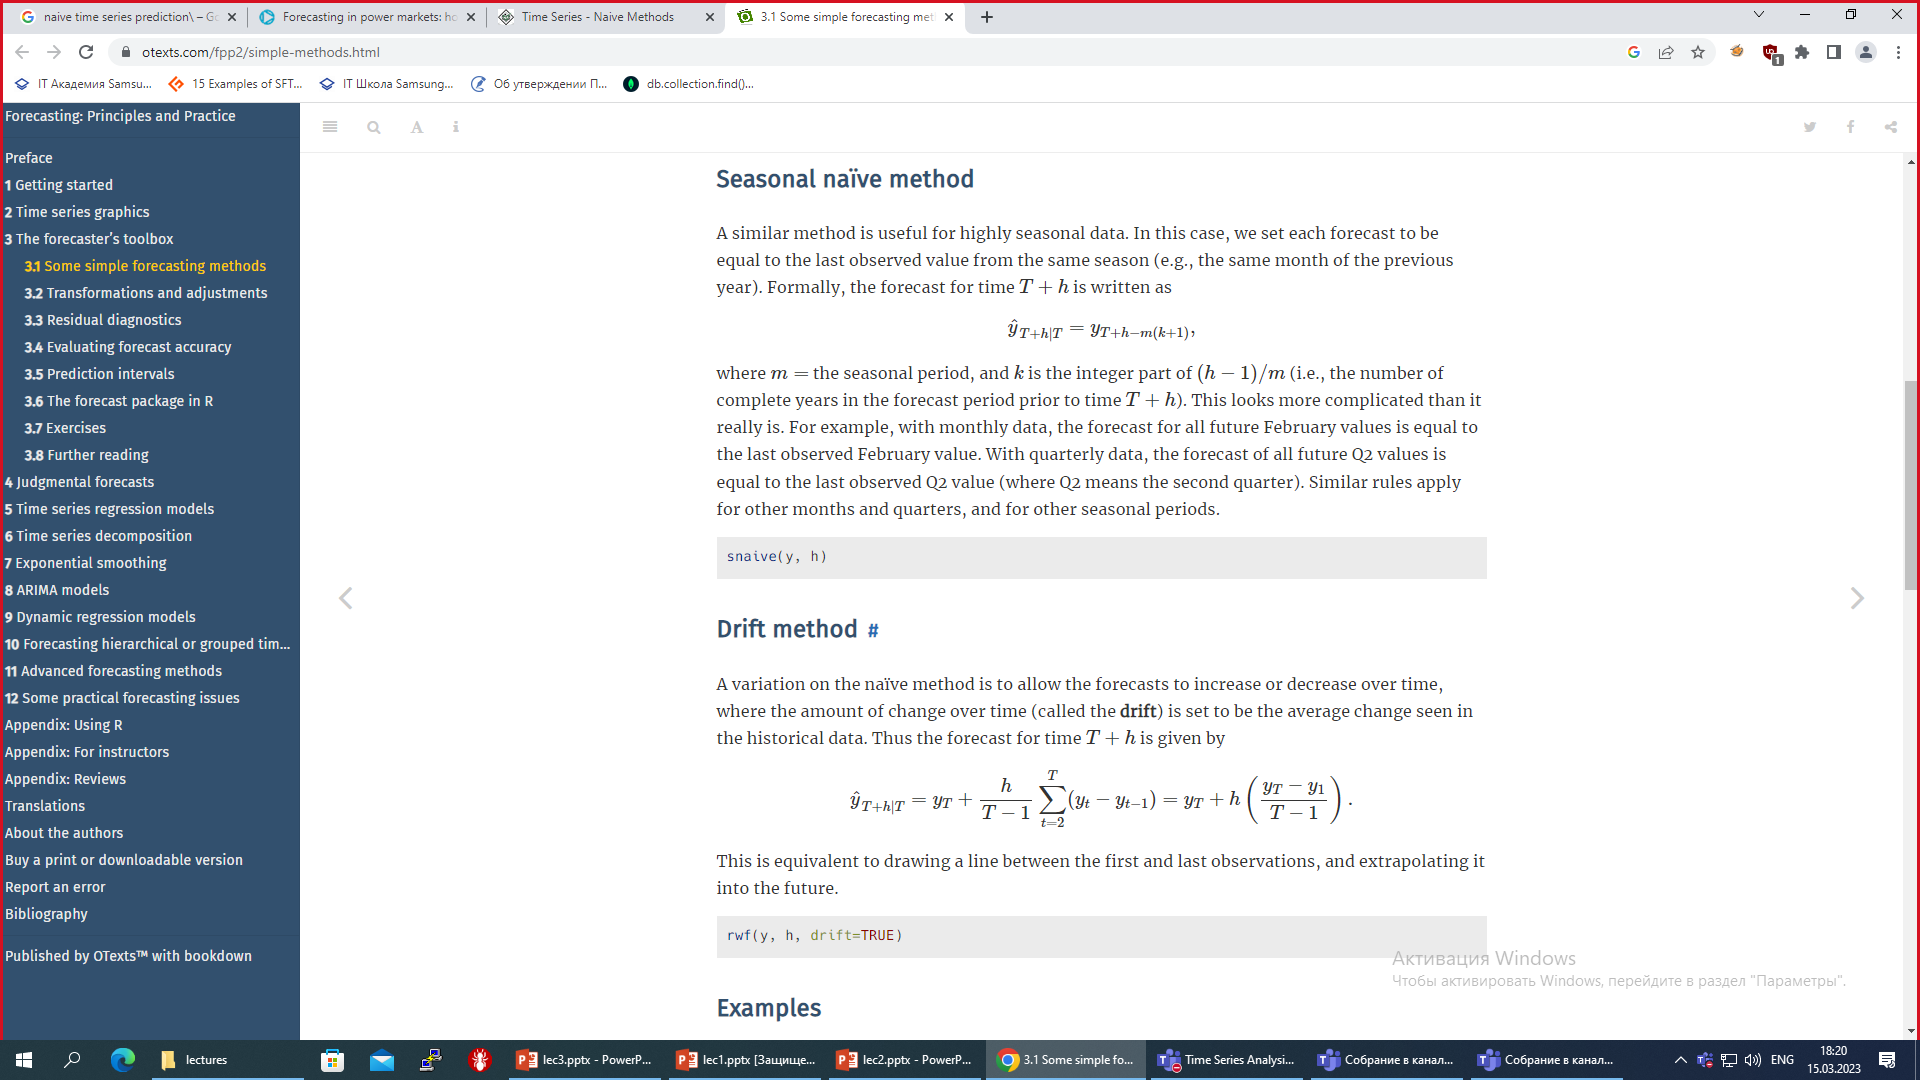 naive time series prediction\ – Go
Forecasting in power markets: ho
Time Series - Naive Methods
3.1 Some simple forecasting met
otexts.com/fpp2/simple-methods.html
IT Академия Samsu...
15 Examples of SFT...
IT Школа Samsung...
Об утверждении П...
db.collection.find()...
Forecasting: Principles and Practice
Preface
1 Getting started
2 Time series graphics
3 The forecaster's toolbox
3.1 Some simple forecasting methods
3.2 Transformations and adjustments
3.3 Residual diagnostics
3.4 Evaluating forecast accuracy
3.5 Prediction intervals
3.6 The forecast package in R
3.7 Exercises
3.8 Further reading
4 Judgmental forecasts
5 Time series regression models
6 Time series decomposition
7 Exponential smoothing
8 ARIMA models
9 Dynamic regression models
10 Forecasting hierarchical or grouped tim...
11 Advanced forecasting methods
12 Some practical forecasting issues
Appendix: Using R
Appendix: For instructors
Appendix: Reviews
Translations
About the authors
Buy a print or downloadable version
Report an error
Bibliography
Published by OTexts™ with bookdown
Seasonal naïve method
A similar method is useful for highly seasonal data. In this case, we set each forecast to be
equal to the last observed value from the same season (e.g., the same month of the previous
year). Formally, the forecast for time T + h is written as
ŷ_{T+h|T} = y_{T+h−m(k+1)},
where m = the seasonal period, and k is the integer part of (h − 1)/m (i.e., the number of
complete years in the forecast period prior to time T + h). This looks more complicated than it
really is. For example, with monthly data, the forecast for all future February values is equal to
the last observed February value. With quarterly data, the forecast of all future Q2 values is
equal to the last observed Q2 value (where Q2 means the second quarter). Similar rules apply
for other months and quarters, and for other seasonal periods.
snaive(y, h)
Drift method #
A variation on the naïve method is to allow the forecasts to increase or decrease over time,
where the amount of change over time (called the drift) is set to be the average change seen in
the historical data. Thus the forecast for time T + h is given by
ŷ_{T+h|T} = y_T + h/(T − 1) ∑_{t=2}^{T} (y_t − y_{t−1}) = y_T + h ((y_T − y_1)/(T − 1)).
This is equivalent to drawing a line between the first and last observations, and extrapolating it
into the future.
rwf(y, h, drift=TRUE)
Examples
Активация Windows
Чтобы активировать Windows, перейдите в раздел "Параметры".
lectures
lec3.pptx - PowerP...
lec1.pptx [Защище...
lec2.pptx - PowerP...
3.1 Some simple fo...
Time Series Analysi...
Собрание в канал...
Собрание в канал...
ENG
18:20
15.03.2023